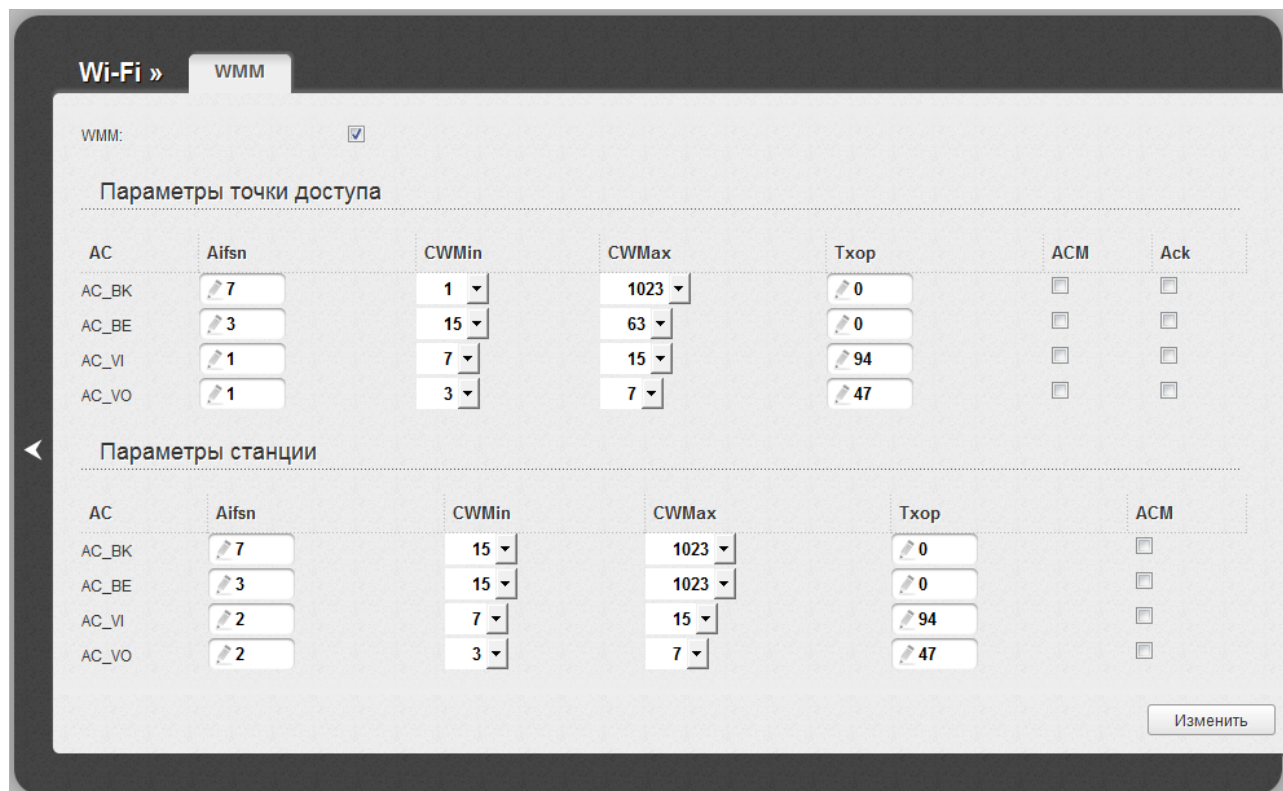 Wi-Fi » WMM
WMM:
Параметры точки доступа
AC Aifsn CWMin CWMax Txop ACM Ack
AC_BK 7 1 1023 0
AC_BE 3 15 63 0
AC_VI 1 7 15 94
AC_VO 1 3 7 47
Параметры станции
AC Aifsn CWMin CWMax Txop ACM
AC_BK 7 15 1023 0
AC_BE 3 15 1023 0
AC_VI 2 7 15 94
AC_VO 2 3 7 47
Изменить